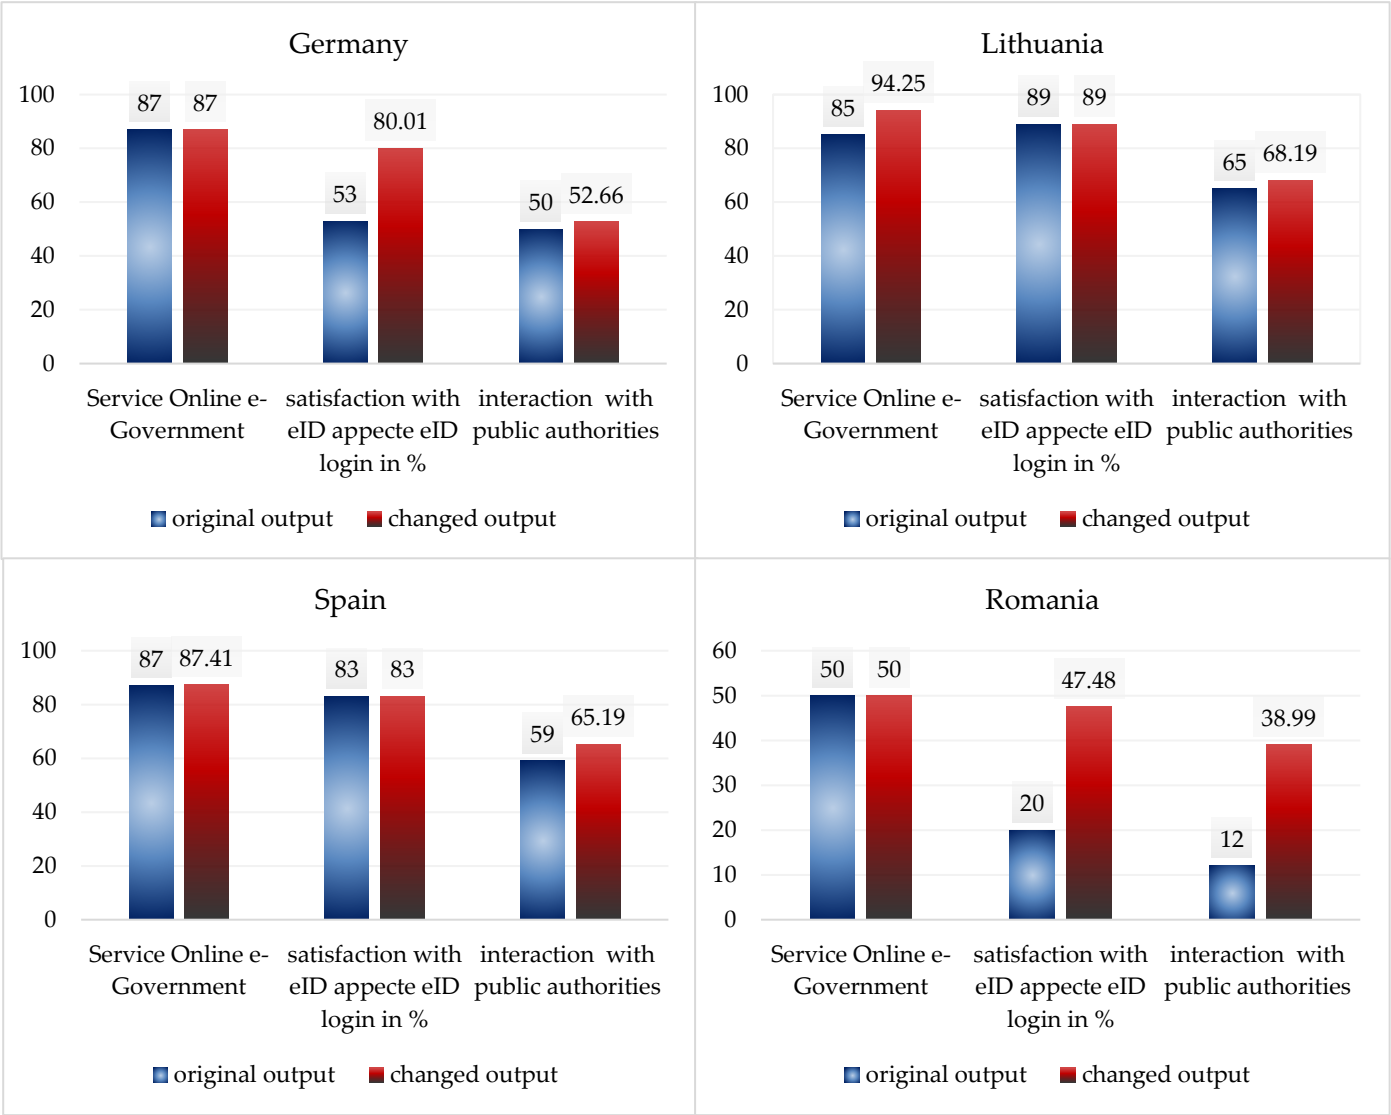 Germany
100
80
60
40
20
0
87
87
53
80.01
50
52.66
Service Online e-
Government
satisfaction with
eID appecte eID
login in %
interaction  with
public authorities
original output
changed output
Lithuania
100
80
60
40
20
0
85
94.25
89
89
65
68.19
Service Online e-
Government
satisfaction with
eID appecte eID
login in %
interaction  with
public authorities
original output
changed output
Spain
100
80
60
40
20
0
87
87.41
83
83
59
65.19
Service Online e-
Government
satisfaction with
eID appecte eID
login in %
interaction  with
public authorities
original output
changed output
Romania
60
50
40
30
20
10
0
50
50
20
47.48
12
38.99
Service Online e-
Government
satisfaction with
eID appecte eID
login in %
interaction  with
public authorities
original output
changed output